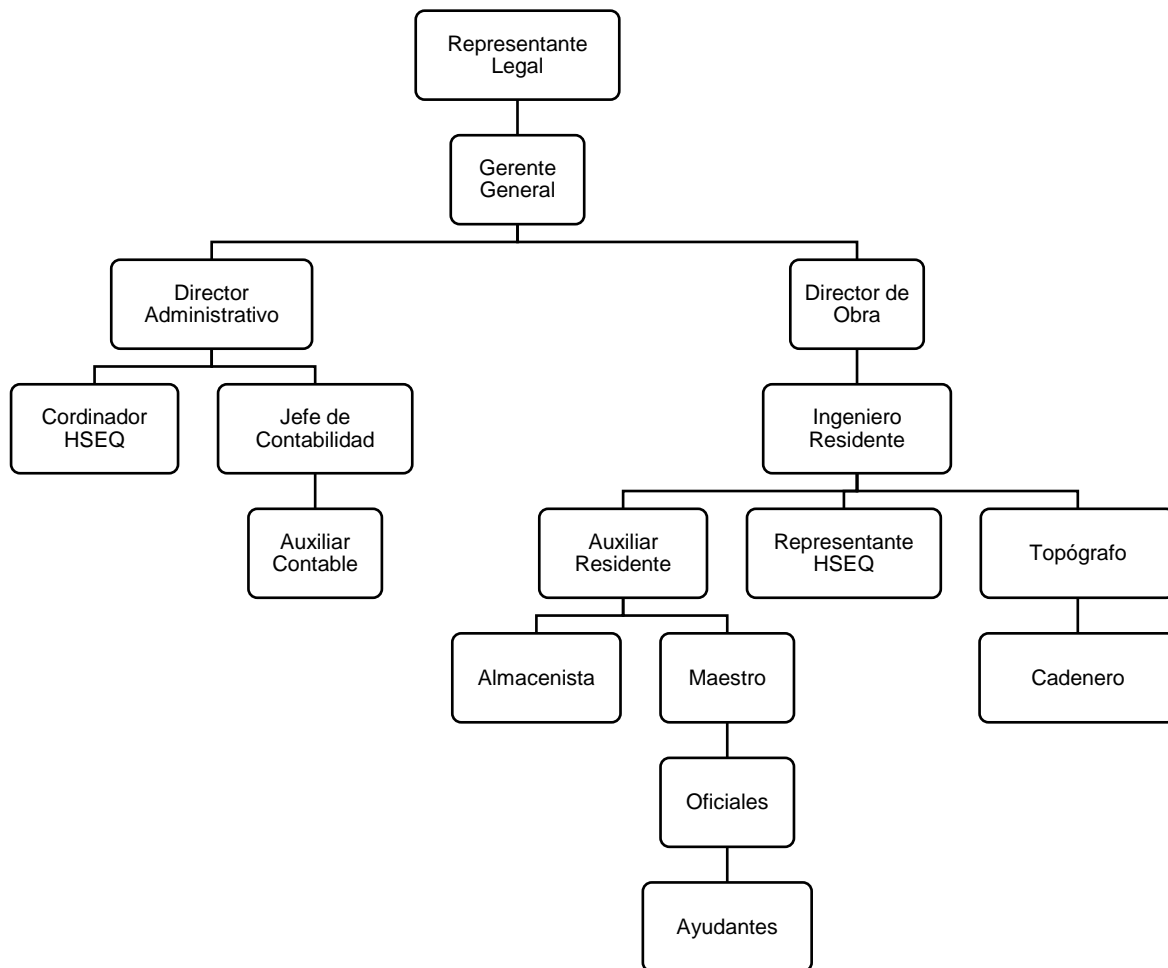 Representante
Legal
Gerente
General
Director
Administrativo
Director de
Obra
Cordinador
HSEQ
Jefe de
Contabilidad
Ingeniero
Residente
Auxiliar
Contable
Auxiliar
Residente
Representante
HSEQ
Topógrafo
Almacenista
Maestro
Cadenero
Oficiales
Ayudantes